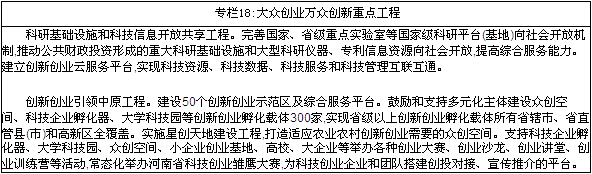 专栏18:大众创业万众创新重点工程
科研基础设施和科技信息开放共享工程。完善国家、省级重点实验室等国家级科研平台(基地)向社会开放机
制,推动公共财政投资形成的重大科研基础设施和大型科研仪器、专利信息资源向社会开放,提高综合服务能力。
建立创新创业云服务平台,实现科技资源、科技数据、科技服务和科技管理互联互通。
创新创业引领中原工程。建设50个创新创业示范区及综合服务平台。鼓励和支持多元化主体建设众创空
间、科技企业孵化器、大学科技园等创新创业孵化载体300家,实现省级以上创新创业孵化载体所有省辖市、省直
管县(市)和高新区全覆盖。实施星创天地建设工程,打造适应农业农村创新创业需要的众创空间。支持科技企业孵
化器、大学科技园、众创空间、小企业创业基地、高校、大企业等举办各种创业大赛、创业沙龙、创业讲堂、创
业训练营等活动,常态化举办河南省科技创业雏鹰大赛,为科技创业企业和团队搭建创投对接、宣传推介的平台。